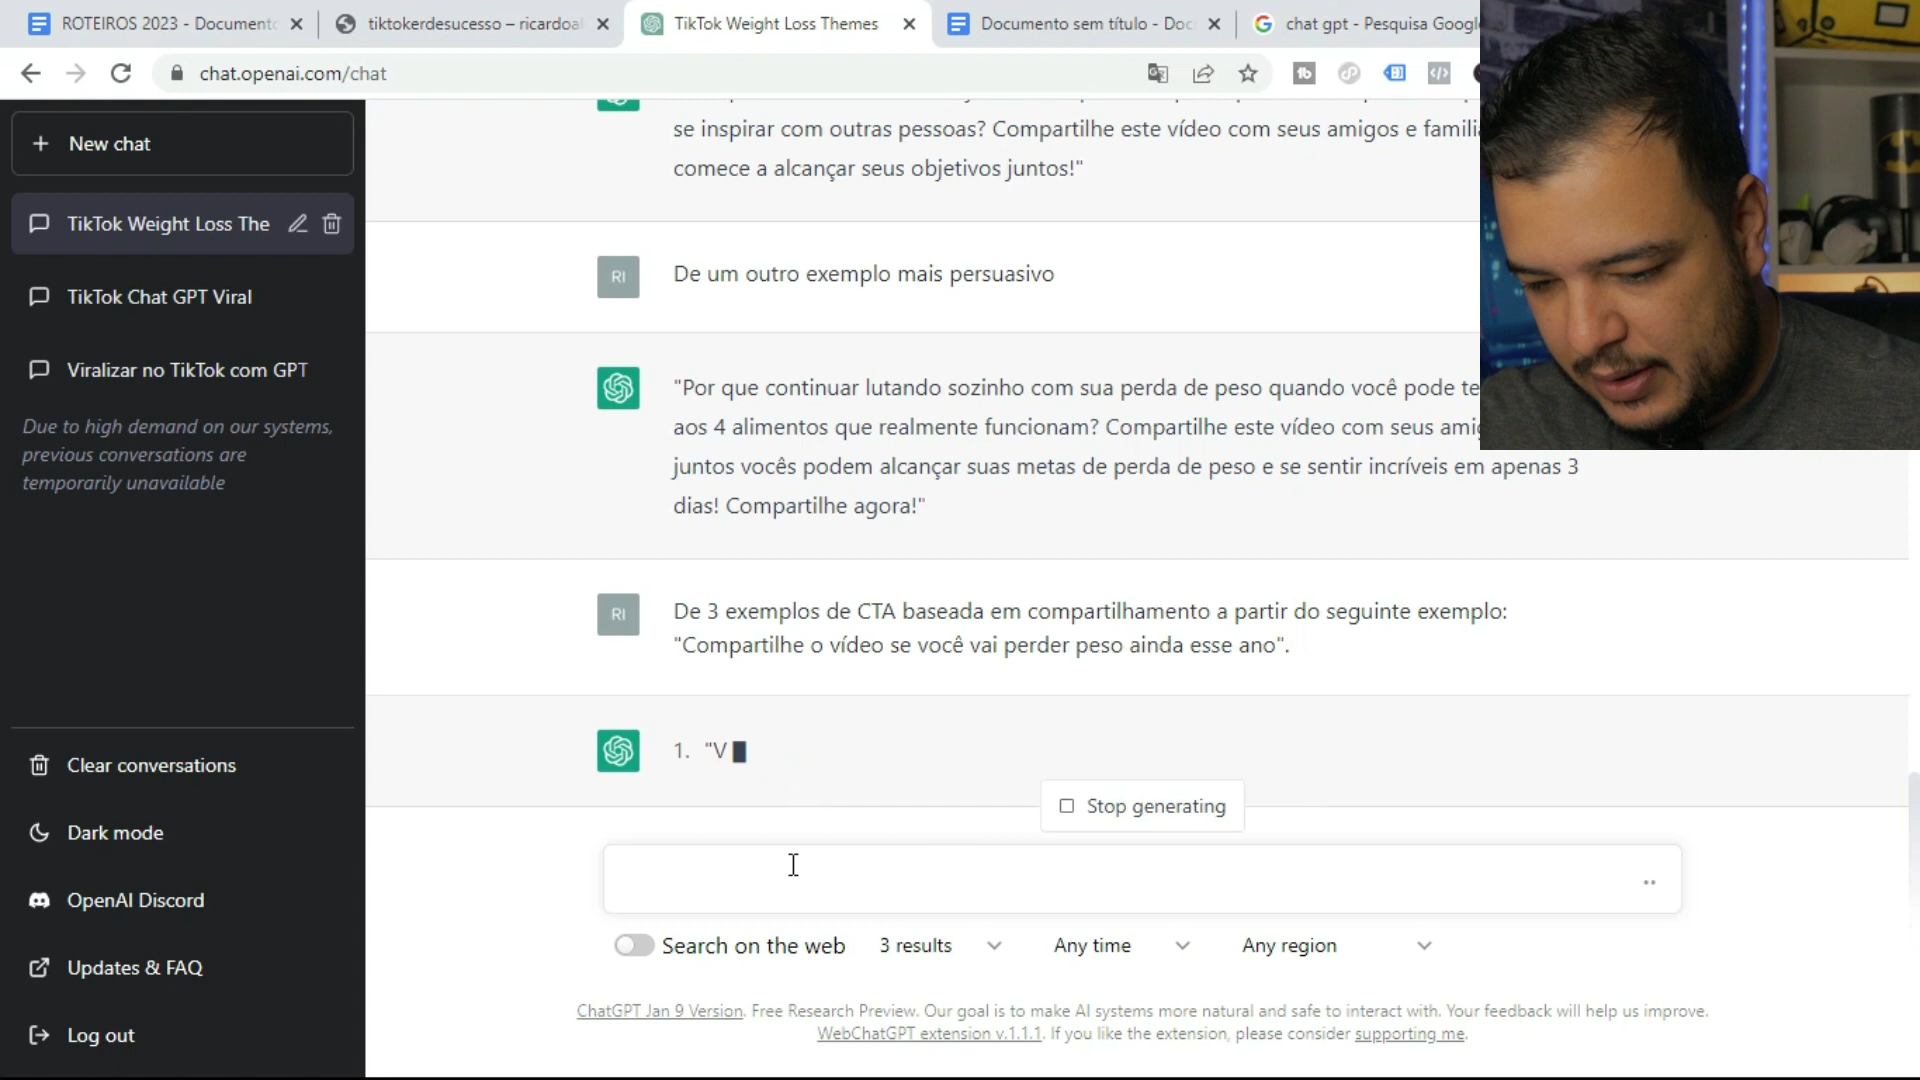 ROTEIROS 2023 - Documento
tiktokerdesucesso – ricardoal
TikTok Weight Loss Themes
Documento sem título - Doc
chat gpt - Pesquisa Google
chat.openai.com/chat
New chat
TikTok Weight Loss The
TikTok Chat GPT Viral
Viralizar no TikTok com GPT
Due to high demand on our systems,
previous conversations are
temporarily unavailable
Clear conversations
Dark mode
OpenAI Discord
Updates & FAQ
Log out
se inspirar com outras pessoas? Compartilhe este vídeo com seus amigos e famili
comece a alcançar seus objetivos juntos!"
RI
De um outro exemplo mais persuasivo
"Por que continuar lutando sozinho com sua perda de peso quando você pode te
aos 4 alimentos que realmente funcionam? Compartilhe este vídeo com seus amig
juntos vocês podem alcançar suas metas de perda de peso e se sentir incríveis em apenas 3
dias! Compartilhe agora!"
RI
De 3 exemplos de CTA baseada em compartilhamento a partir do seguinte exemplo:
"Compartilhe o vídeo se você vai perder peso ainda esse ano".
1. "V
Stop generating
Search on the web
3 results
Any time
Any region
ChatGPT Jan 9 Version. Free Research Preview. Our goal is to make AI systems more natural and safe to interact with. Your feedback will help us improve.
WebChatGPT extension v.1.1.1. If you like the extension, please consider supporting me.